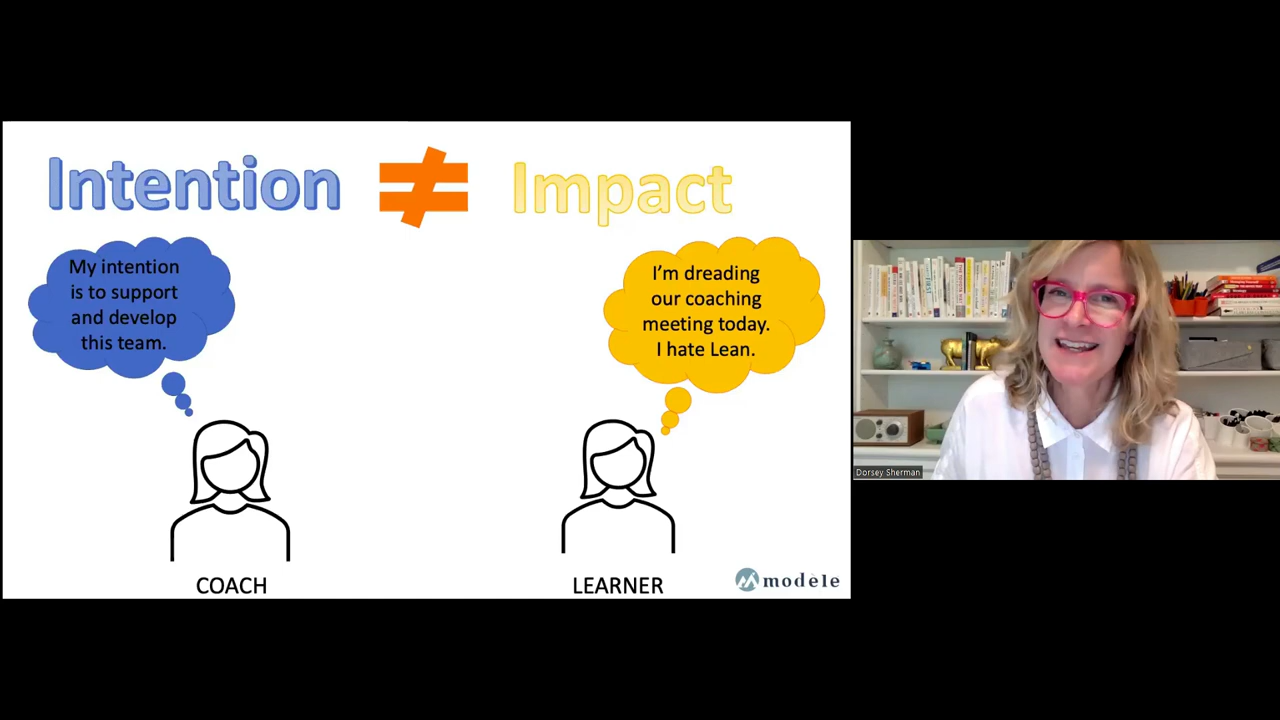 Intention ≠ Impact
My intention
is to support
and develop
this team.
I'm dreading
our coaching
meeting today.
I hate Lean.
COACH
LEARNER
modèle
Dorsey Sherman